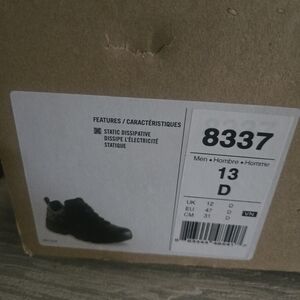 FEATURES / CARACTÉRISTIQUES
STATIC DISSIPATIVE
DISSIPE L'ÉLECTRICITÉ
STATIQUE
8337
Men • Hombre • Homme
13
D
UK 12 D
EU 47 D
CM 31 D
VN